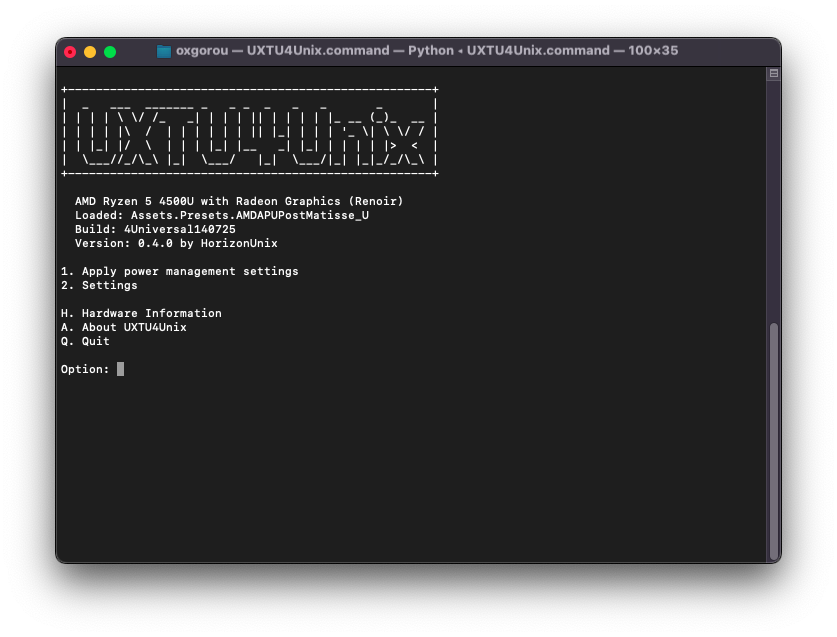 oxgorou — UXTU4Unix.command — Python ◂ UXTU4Unix.command — 100×35
UXTU4Unix
AMD Ryzen 5 4500U with Radeon Graphics (Renoir)
Loaded: Assets.Presets.AMDAPUPostMatisse_U
Build: 4Universal140725
Version: 0.4.0 by HorizonUnix
1. Apply power management settings
2. Settings
H. Hardware Information
A. About UXTU4Unix
Q. Quit
Option: